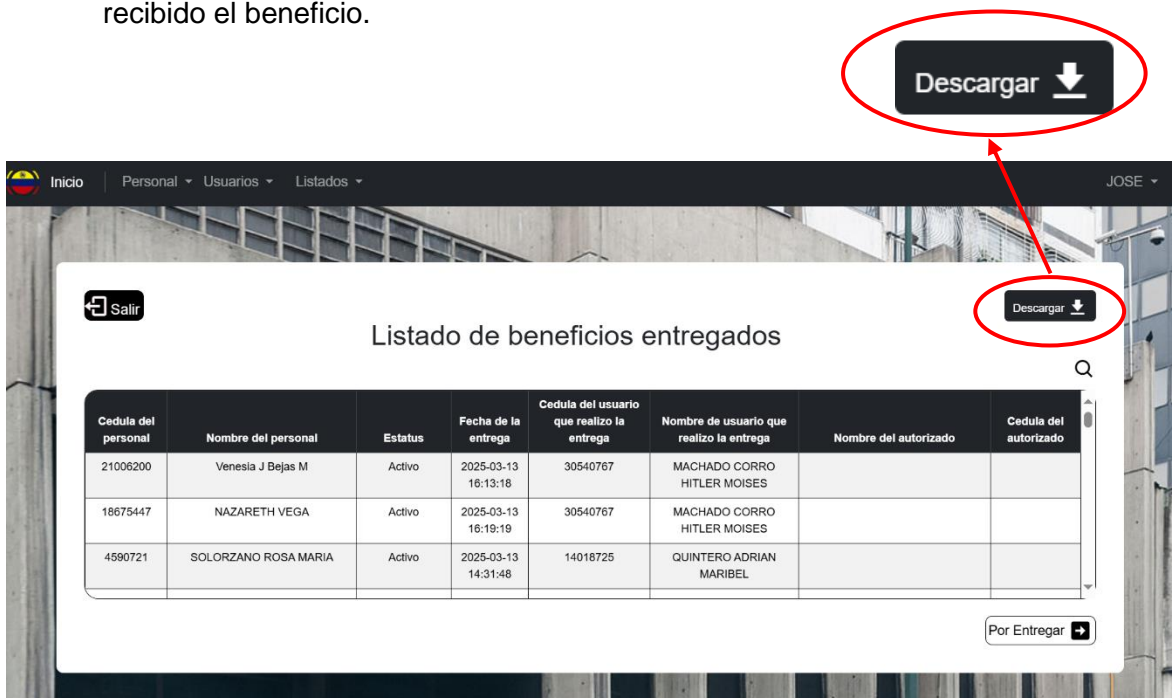 recibido el beneficio.
Descargar
Inicio Personal Usuarios Listados JOSE
Salir
Descargar
Listado de beneficios entregados
Cedula del personal Nombre del personal Estatus Fecha de la entrega Cedula del usuario que realizo la entrega Nombre de usuario que realizo la entrega Nombre del autorizado Cedula del autorizado
21006200 Venesia J Bejas M Activo 2025-03-13 16:13:18 30540767 MACHADO CORRO HITLER MOISES
18675447 NAZARETH VEGA Activo 2025-03-13 16:19:19 30540767 MACHADO CORRO HITLER MOISES
4590721 SOLORZANO ROSA MARIA Activo 2025-03-13 14:31:48 14018725 QUINTERO ADRIAN MARIBEL
Por Entregar